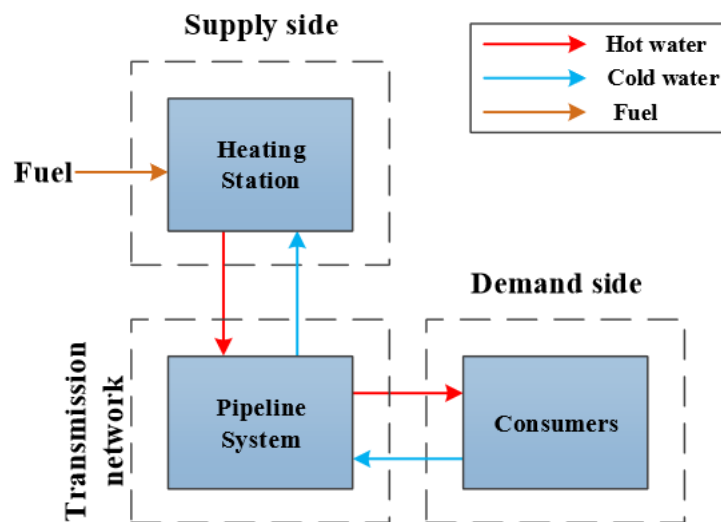 Supply side
Hot water
Cold water
Fuel
Fuel
Heating
Station
Demand side
Transmission
network
Pipeline
System
Consumers